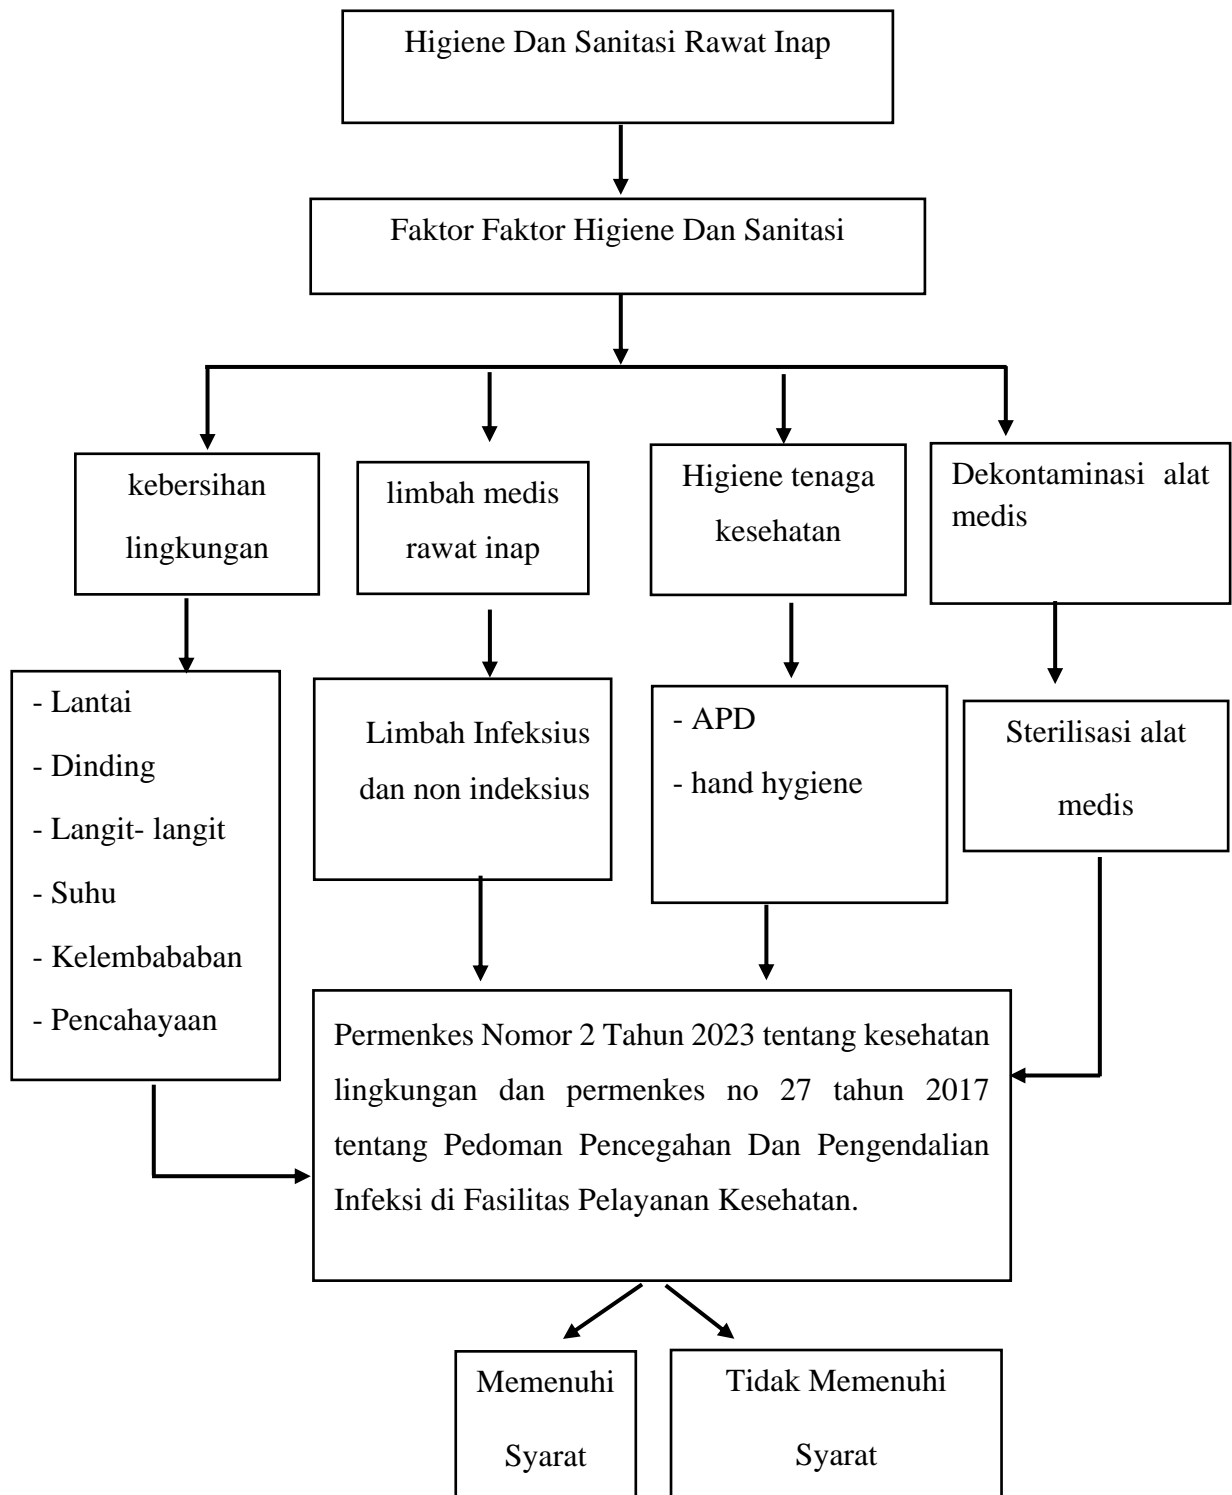 Higiene Dan Sanitasi Rawat Inap
Faktor Faktor Higiene Dan Sanitasi
kebersihan
lingkungan
limbah medis
rawat inap
Higiene tenaga
kesehatan
Dekontaminasi alat
medis
- Lantai
- Dinding
- Langit- langit
- Suhu
- Kelembababan
- Pencahayaan
Limbah Infeksius
dan non indeksius
- APD
- hand hygiene
Sterilisasi alat
medis
Permenkes Nomor 2 Tahun 2023 tentang kesehatan
lingkungan dan permenkes no 27 tahun 2017
tentang Pedoman Pencegahan Dan Pengendalian
Infeksi di Fasilitas Pelayanan Kesehatan.
Memenuhi
Syarat
Tidak Memenuhi
Syarat